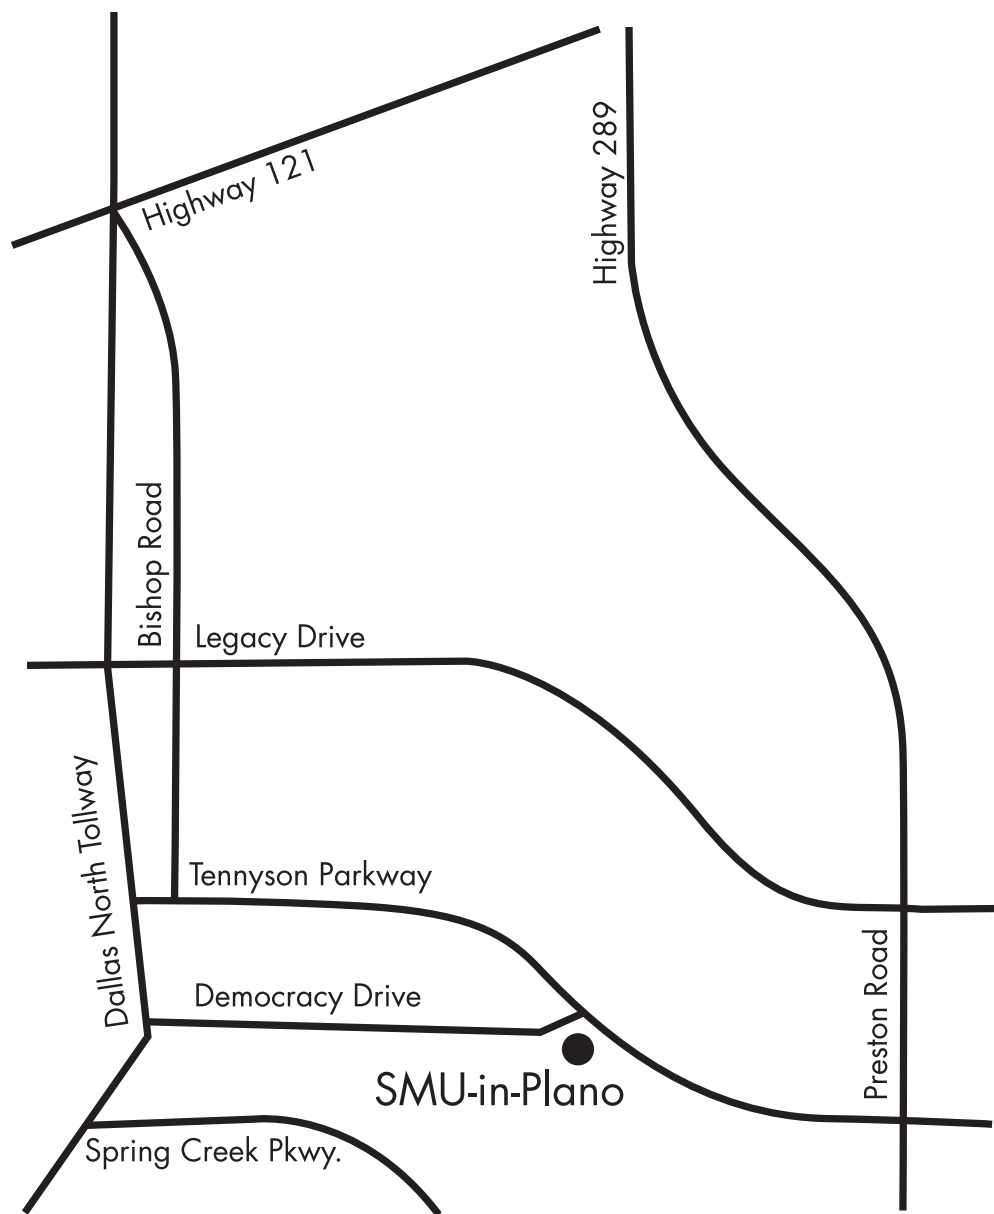 Highway 121
Highway 289
Bishop Road
Legacy Drive
Dallas North Tollway
Tennyson Parkway
Preston Road
Democracy Drive
SMU-in-Plano
Spring Creek Pkwy.